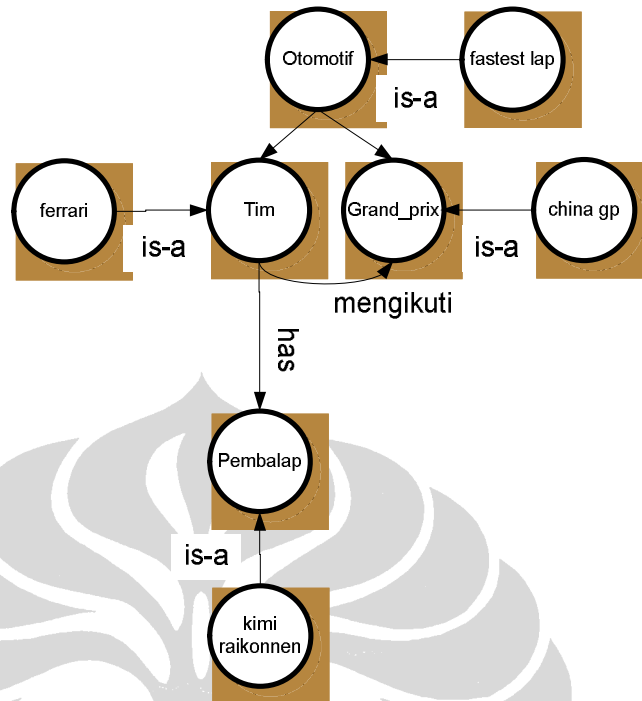 Otomotif
fastest lap
is-a
ferrari
Tim
Grand_prix
china gp
is-a
is-a
mengikuti
has
Pembalap
is-a
kimi
raikonnen